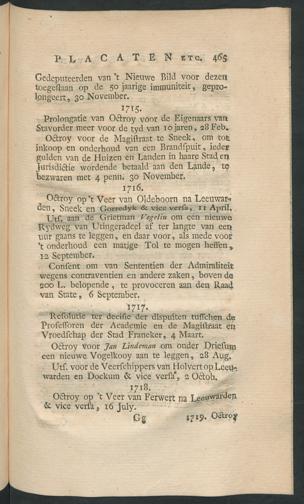 PLACATEN ETC. 465
Gedeputeerden van 't Nieuwe Bild voor dezen
toegestaan op de 50 jaarige immuniteit, gepro-
longeert, 30 November.
1715.
Prolongatie van Octroy voor de Eigenaars van
Stavorder meer voor de tyd van 10 jaren, 28 Feb.
Octroy voor de Magistraat te Sneek, om tot
inkoop en onderhoud van een Brandspuit, ieder
gulden van de Huizen en Landen in haare Stad en
Jurisdictie wordende betaald aan den Lande, te
bezwaren met 4 penn. 30 November.
1716.
Octroy op 't Veer van Oldeboorn na Leeuwar-
den, Sneek en Gorredyk & vice versa, 11 April.
Uts. aan de Grietman Vegelin om een nieuwe
Rydweg van Utingeradeel af ter langte van een
uur gaans te leggen, en daar voor, als mede voor
't onderhoud een matige Tol te mogen heffen,
12 September.
Consent om van Sententien der Admiraliteit
wegens contraventien en andere zaken, boven de
200 L. belopende, te provoceren aan den Raad
van State, 6 September.
1717.
Resolutie ter decisie der disputen tusschen de
Professoren der Academie en de Magistraat en
Vroedschap der Stad Franeker, 4 Maart.
Octroy voor Jan Lindeman om onder Driesum
een nieuwe Vogelkooy aan te leggen, 28 Aug.
Uts. voor de Veerschippers van Holvert op Leeu-
warden en Dockum & vice versa, 2 Octob.
1718.
Octroy op 't Veer van Ferwert na Leeuwarden
& vice versa, 16 July.
Gg 1719. Octroy